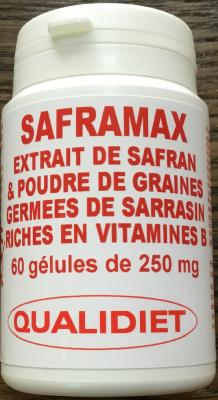 SAFRAMAX
EXTRAIT DE SAFRAN
& POUDRE DE GRAINES
GERMEES DE SARRASIN
RICHES EN VITAMINES B
60 gélules de 250 mg
QUALIDIET